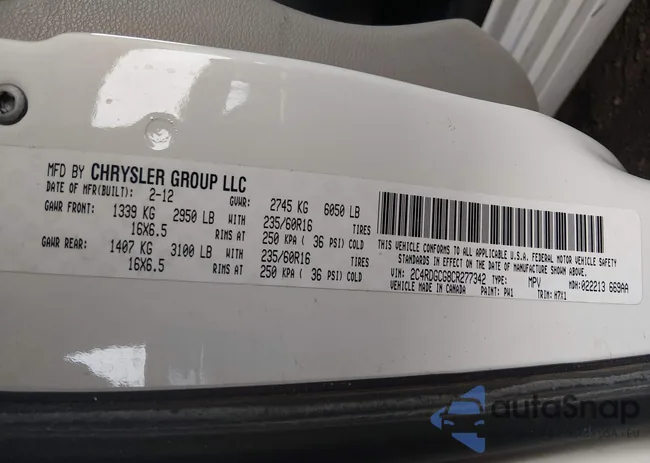 MFD BY CHRYSLER GROUP LLC
DATE OF MFR(BUILT): 2-12 GVWR: 2745 KG 6050 LB
GAWR FRONT: 1339 KG 2950 LB WITH 235/60R16 TIRES
16X6.5 RIMS AT 250 KPA ( 36 PSI) COLD
GAWR REAR: 1407 KG 3100 LB WITH 235/60R16 TIRES
16X6.5 RIMS AT 250 KPA ( 36 PSI) COLD
THIS VEHICLE CONFORMS TO ALL APPLICABLE U.S.A. FEDERAL MOTOR VEHICLE SAFETY
STANDARDS IN EFFECT ON THE DATE OF MANUFACTURE SHOWN ABOVE.
VIN: 2C4RDGCG8CR277342 TYPE: MPV MDH: 022213 669AA
VEHICLE MADE IN CANADA PAINT: PW1 TRIM: H7X1
autoSnap